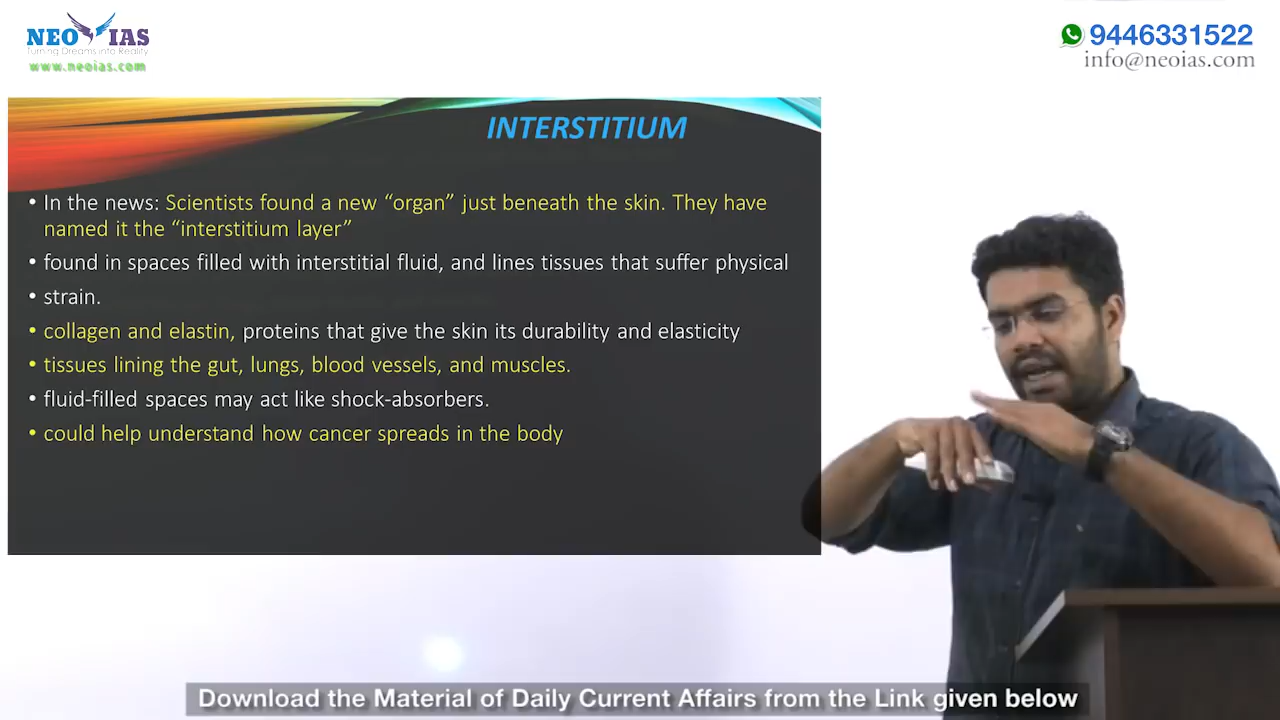 NEO IAS
Turning Dreams into Reality
www.neoias.com
9446331522
info@neoias.com
INTERSTITIUM
• In the news: Scientists found a new “organ” just beneath the skin. They have
named it the “interstitium layer”
• found in spaces filled with interstitial fluid, and lines tissues that suffer physical
• strain.
• collagen and elastin, proteins that give the skin its durability and elasticity
• tissues lining the gut, lungs, blood vessels, and muscles.
• fluid-filled spaces may act like shock-absorbers.
• could help understand how cancer spreads in the body
Download the Material of Daily Current Affairs from the Link given below